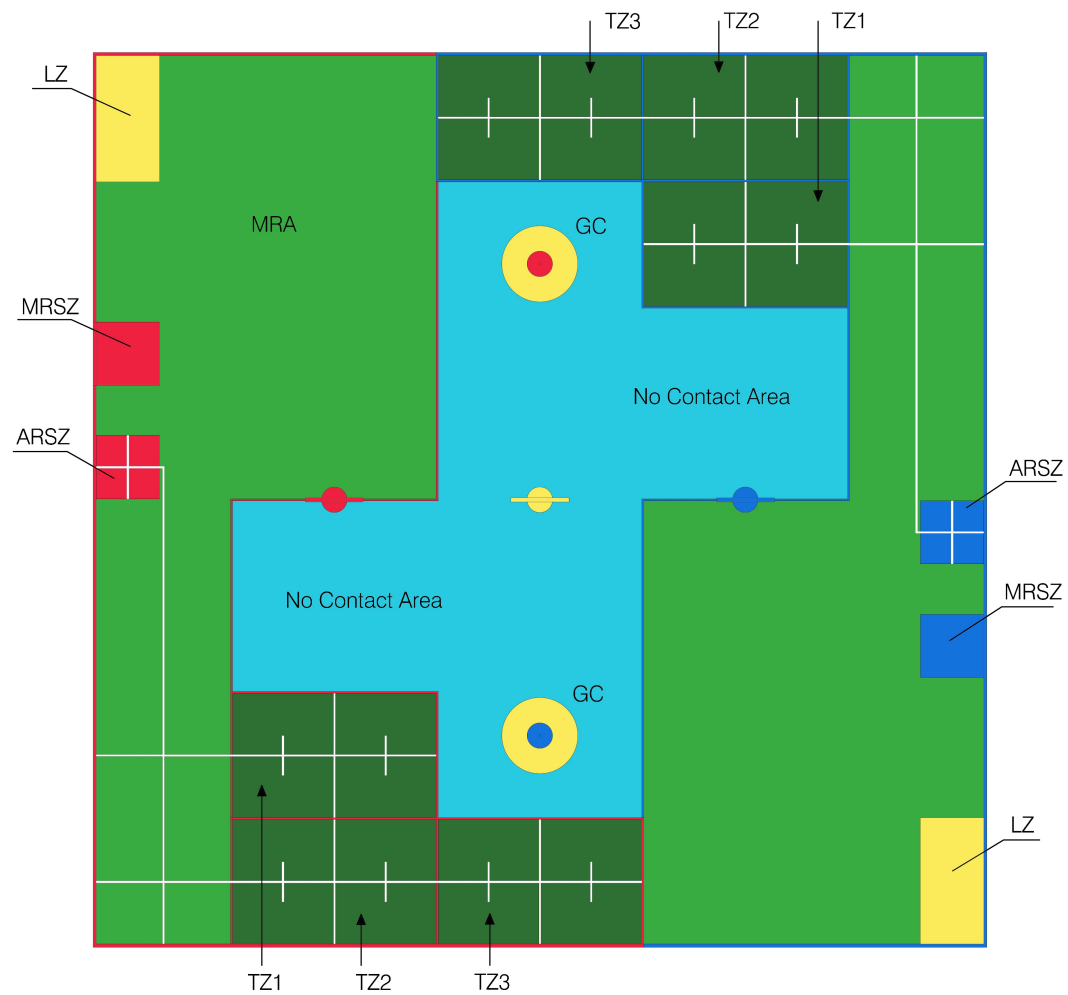 TZ3
TZ2
TZ1
LZ
MRA
GC
MRSZ
No Contact Area
ARSZ
ARSZ
No Contact Area
MRSZ
GC
LZ
TZ1
TZ2
TZ3